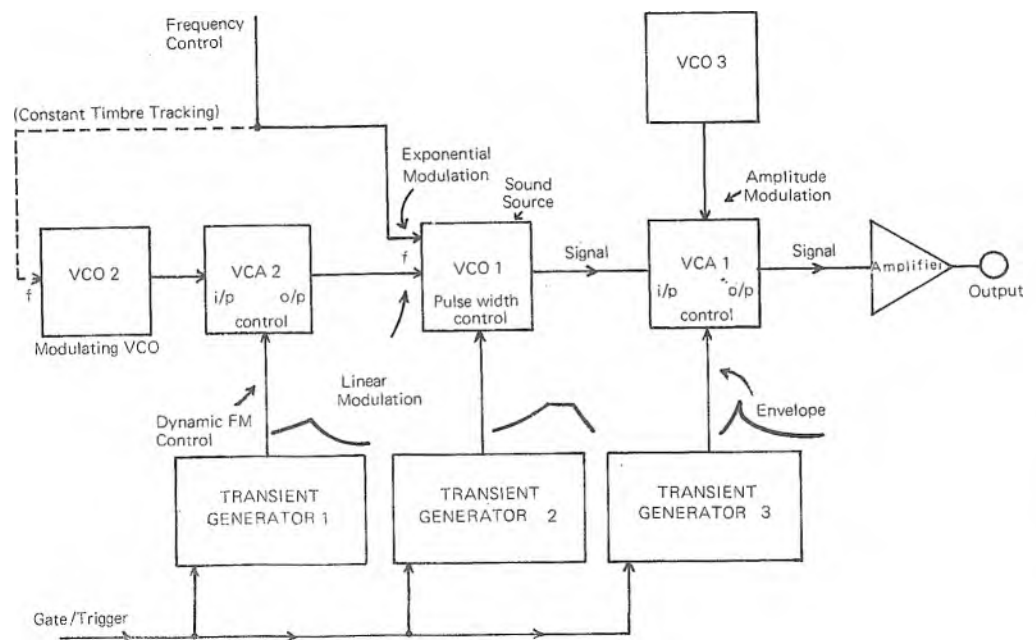 Frequency
Control
VCO 3
(Constant Timbre Tracking)
Exponential
Modulation
Sound
Source
Amplitude
Modulation
f
VCO 2
VCA 2
i/p o/p
control
f
VCO 1
Pulse width
control
Signal
VCA 1
i/p o/p
control
Signal
Amplifier
Output
Modulating VCO
Linear
Modulation
Dynamic FM
Control
Envelope
TRANSIENT
GENERATOR 1
TRANSIENT
GENERATOR 2
TRANSIENT
GENERATOR 3
Gate/Trigger